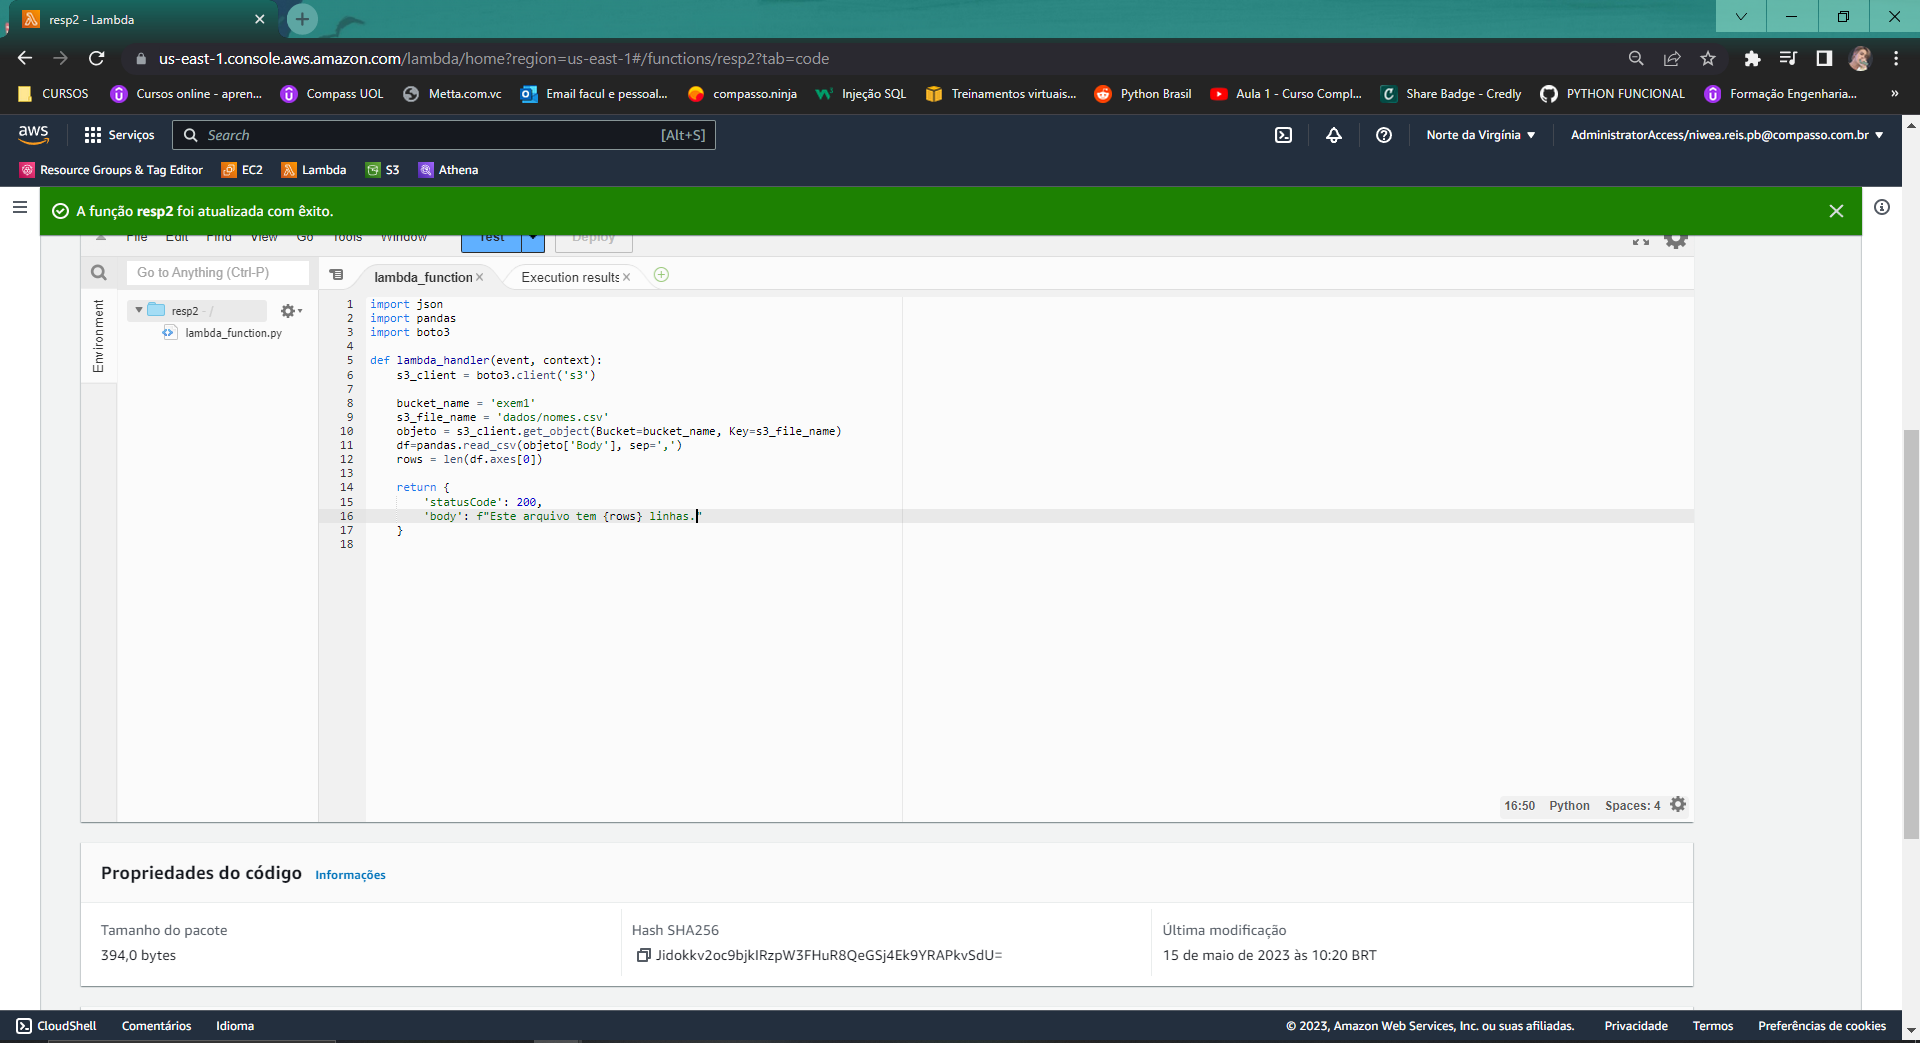 resp2 - Lambda
us-east-1.console.aws.amazon.com/lambda/home?region=us-east-1#/functions/resp2?tab=code
CURSOS Cursos online - apren... Compass UOL Metta.com.vc Email facul e pessoal... compasso.ninja Injeção SQL Treinamentos virtuais... Python Brasil Aula 1 - Curso Compl... Share Badge - Credly PYTHON FUNCIONAL Formação Engenharia... »
aws Serviços Search [Alt+S] Norte da Virgínia AdministratorAccess/niwea.reis.pb@compasso.com.br
Resource Groups & Tag Editor EC2 Lambda S3 Athena
A função resp2 foi atualizada com êxito.
File Edit Find View Go Tools Window Test Deploy
Go to Anything (Ctrl-P) lambda_function Execution results
Environment
resp2 - /
lambda_function.py
1 import json
2 import pandas
3 import boto3
4
5 def lambda_handler(event, context):
6 s3_client = boto3.client('s3')
7
8 bucket_name = 'exem1'
9 s3_file_name = 'dados/nomes.csv'
10 objeto = s3_client.get_object(Bucket=bucket_name, Key=s3_file_name)
11 df=pandas.read_csv(objeto['Body'], sep=',')
12 rows = len(df.axes[0])
13
14 return {
15 'statusCode': 200,
16 'body': f"Este arquivo tem {rows} linhas."
17 }
18
16:50 Python Spaces: 4
Propriedades do código Informações
Tamanho do pacote Hash SHA256 Última modificação
394,0 bytes Jidokkv2oc9bjkIRzpW3FHuR8QeGSj4Ek9YRAPkvSdU= 15 de maio de 2023 às 10:20 BRT
CloudShell Comentários Idioma © 2023, Amazon Web Services, Inc. ou suas afiliadas. Privacidade Termos Preferências de cookies